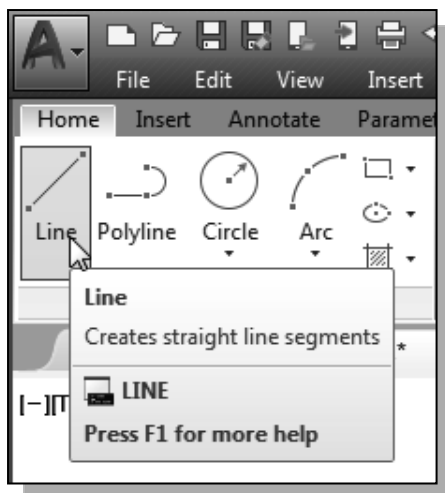 A
File Edit View Insert
Home Insert Annotate Paramet
Line Polyline Circle Arc
Line
Creates straight line segments
*
[−][T
LINE
Press F1 for more help